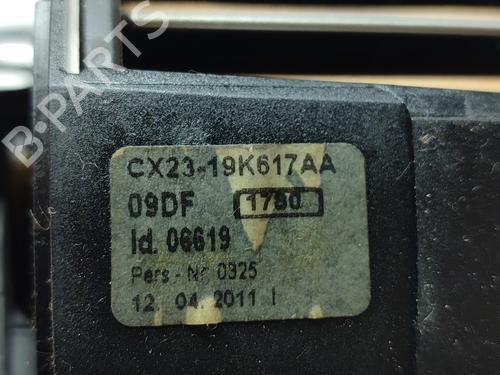 B-PARTS
CX23-19K617AA
09DF 1780
Id. 06619
Pers - Nr. 0325
12. 04. 2011 I